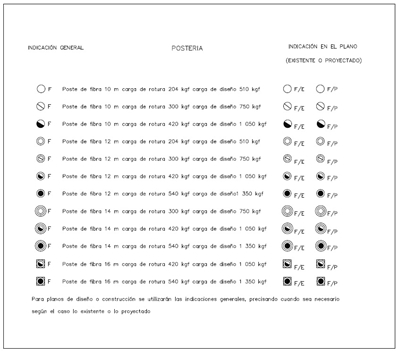 INDICACIÓN GENERAL POSTERIA INDICACIÓN EN EL PLANO
(EXISTENTE O PROYECTADO)
F Poste de fibra 10 m carga de rotura 204 kgf carga de diseño 510 kgf F/E F/P
F Poste de fibra 10 m carga de rotura 300 kgf carga de diseño 750 kgf F/E F/P
F Poste de fibra 10 m carga de rotura 420 kgf carga de diseño 1 050 kgf F/E F/P
F Poste de fibra 12 m carga de rotura 204 kgf carga de diseño 510 kgf F/E F/P
F Poste de fibra 12 m carga de rotura 300 kgf carga de diseño 750 kgf F/E F/P
F Poste de fibra 12 m carga de rotura 420 kgf carga de diseño 1 050 kgf F/E F/P
F Poste de fibra 12 m carga de rotura 540 kgf carga de diseño1 350 kgf F/E F/P
F Poste de fibra 14 m carga de rotura 300 kgf carga de diseño 750 kgf F/E F/P
F Poste de fibra 14 m carga de rotura 420 kgf carga de diseño 1 050 kgf F/E F/P
F Poste de fibra 14 m carga de rotura 540 kgf carga de diseño 1 350 kgf F/E F/P
F Poste de fibra 16 m carga de rotura 420 kgf carga de diseño 1 050 kgf F/E F/P
F Poste de fibra 16 m carga de rotura 540 kgf carga de diseño 1 350 kgf F/E F/P
Para planos de diseño o construcción se utilizarán las indicaciones generales, precisando cuando sea necesario
según el caso lo existente o lo proyectado